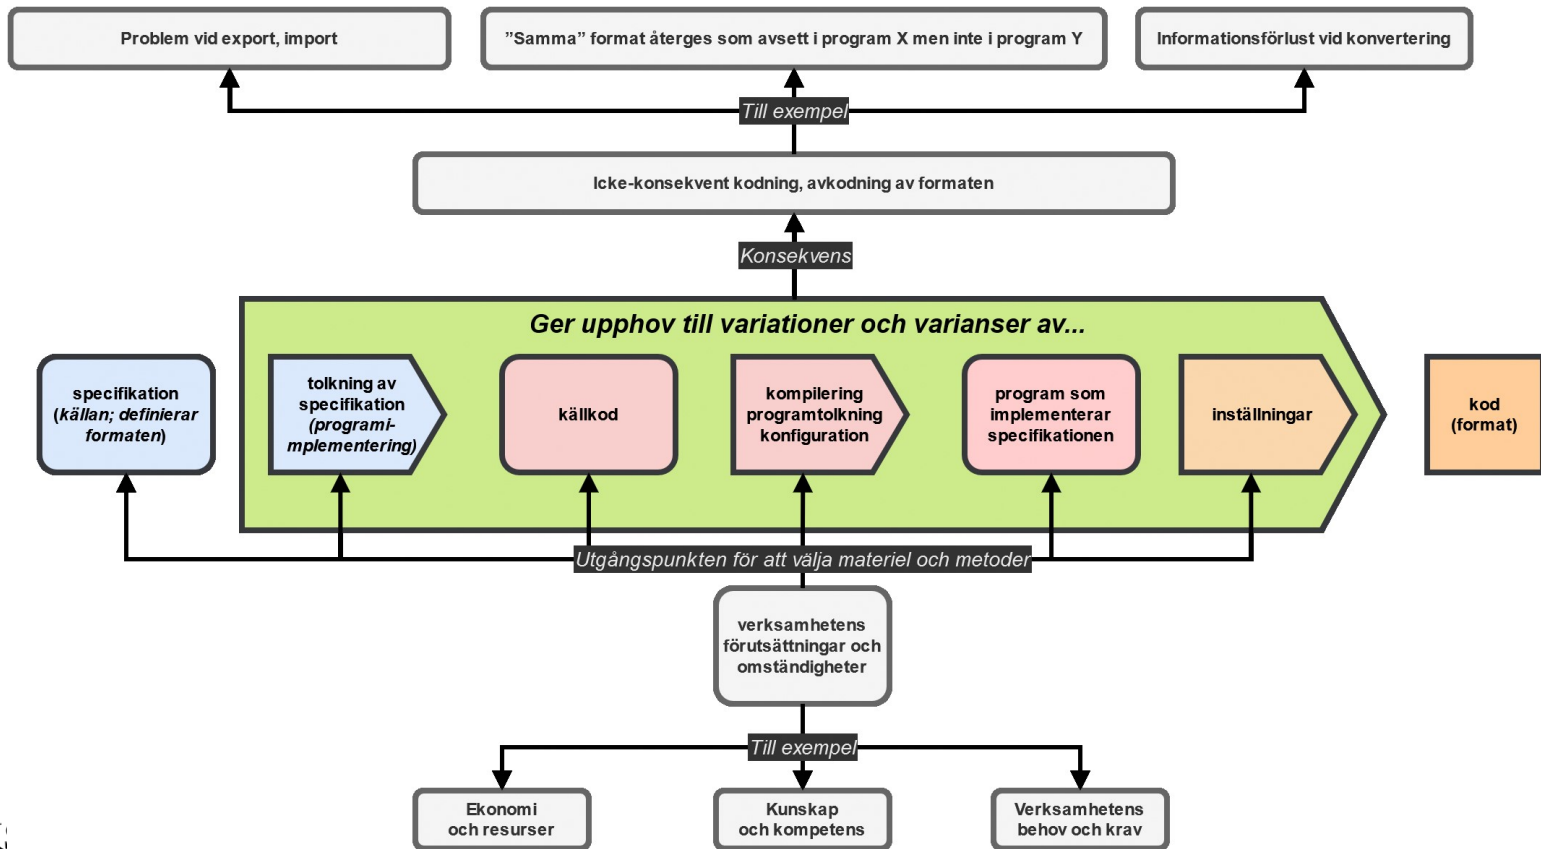 Problem vid export, import
”Samma” format återges som avsett i program X men inte i program Y
Informationsförlust vid konvertering
Till exempel
Icke-konsekvent kodning, avkodning av formaten
Konsekvens
Ger upphov till variationer och varianser av...
specifikation
(källan; definierar
formaten)
tolkning av
specifikation
(programi-
mplementering)
källkod
kompilering
programtolkning
konfiguration
program som
implementerar
specifikationen
inställningar
kod
(format)
Utgångspunkten för att välja materiel och metoder
verksamhetens
förutsättningar och
omständigheter
Till exempel
Ekonomi
och resurser
Kunskap
och kompetens
Verksamhetens
behov och krav